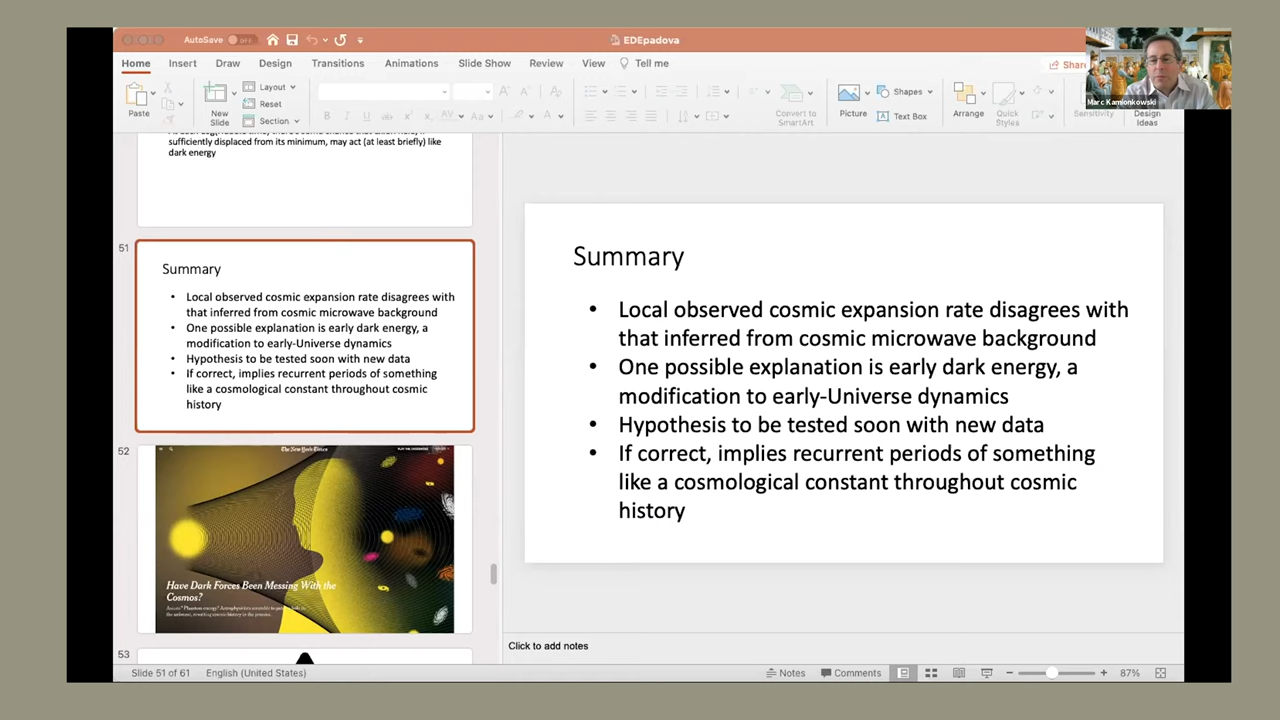 AutoSave OFF
EDEpadova
Home Insert Draw Design Transitions Animations Slide Show Review View Tell me
Share
Marc Kamionkowski
Paste
New Slide
Layout
Reset
Section
Convert to SmartArt
Picture
Shapes
Text Box
Arrange
Quick Styles
Sensitivity
Design Ideas
sufficiently displaced from its minimum, may act (at least briefly) like
dark energy
51
Summary
• Local observed cosmic expansion rate disagrees with
that inferred from cosmic microwave background
• One possible explanation is early dark energy, a
modification to early-Universe dynamics
• Hypothesis to be tested soon with new data
• If correct, implies recurrent periods of something
like a cosmological constant throughout cosmic
history
52
The New York Times
Have Dark Forces Been Messing With the
Cosmos?
53
Summary
• Local observed cosmic expansion rate disagrees with
that inferred from cosmic microwave background
• One possible explanation is early dark energy, a
modification to early-Universe dynamics
• Hypothesis to be tested soon with new data
• If correct, implies recurrent periods of something
like a cosmological constant throughout cosmic
history
Click to add notes
Slide 51 of 61 English (United States) Notes Comments 87%